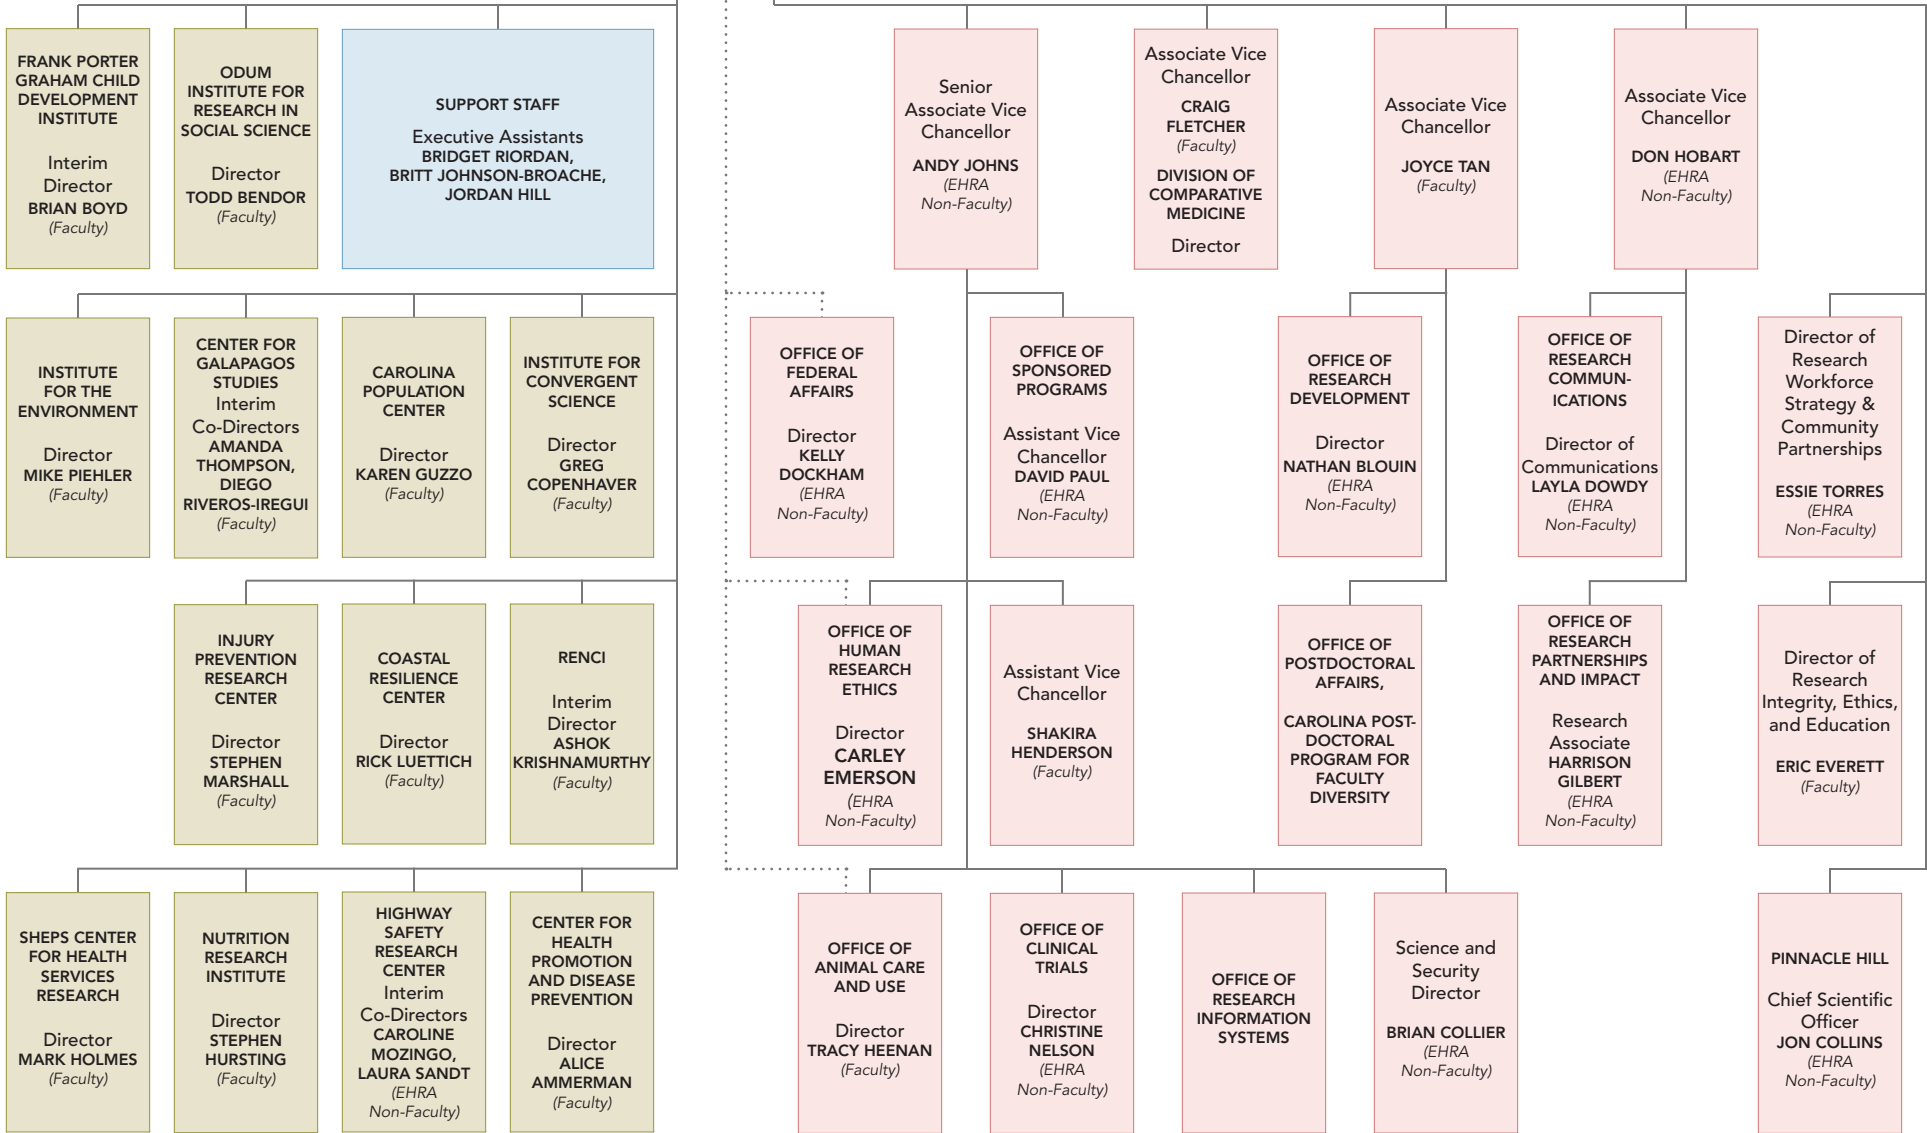 FRANK PORTER
GRAHAM CHILD
DEVELOPMENT
INSTITUTE
Interim
Director
BRIAN BOYD
(Faculty)
ODUM
INSTITUTE FOR
RESEARCH IN
SOCIAL SCIENCE
Director
TODD BENDOR
(Faculty)
SUPPORT STAFF
Executive Assistants
BRIDGET RIORDAN,
BRITT JOHNSON-BROACHE,
JORDAN HILL
Senior
Associate Vice
Chancellor
ANDY JOHNS
(EHRA
Non-Faculty)
Associate Vice
Chancellor
CRAIG
FLETCHER
(Faculty)
DIVISION OF
COMPARATIVE
MEDICINE
Director
Associate Vice
Chancellor
JOYCE TAN
(Faculty)
Associate Vice
Chancellor
DON HOBART
(EHRA
Non-Faculty)
INSTITUTE
FOR THE
ENVIRONMENT
Director
MIKE PIEHLER
(Faculty)
CENTER FOR
GALAPAGOS
STUDIES
Interim
Co-Directors
AMANDA
THOMPSON,
DIEGO
RIVEROS-IREGUI
(Faculty)
CAROLINA
POPULATION
CENTER
Director
KAREN GUZZO
(Faculty)
INSTITUTE FOR
CONVERGENT
SCIENCE
Director
GREG
COPENHAVER
(Faculty)
OFFICE OF
FEDERAL
AFFAIRS
Director
KELLY
DOCKHAM
(EHRA
Non-Faculty)
OFFICE OF
SPONSORED
PROGRAMS
Assistant Vice
Chancellor
DAVID PAUL
(EHRA
Non-Faculty)
OFFICE OF
RESEARCH
DEVELOPMENT
Director
NATHAN BLOUIN
(EHRA
Non-Faculty)
OFFICE OF
RESEARCH
COMMUN-
ICATIONS
Director of
Communications
LAYLA DOWDY
(EHRA
Non-Faculty)
Director of
Research
Workforce
Strategy &
Community
Partnerships
ESSIE TORRES
(EHRA
Non-Faculty)
INJURY
PREVENTION
RESEARCH
CENTER
Director
STEPHEN
MARSHALL
(Faculty)
COASTAL
RESILIENCE
CENTER
Director
RICK LUETTICH
(Faculty)
RENCI
Interim
Director
ASHOK
KRISHNAMURTHY
(Faculty)
OFFICE OF
HUMAN
RESEARCH
ETHICS
Director
CARLEY
EMERSON
(EHRA
Non-Faculty)
Assistant Vice
Chancellor
SHAKIRA
HENDERSON
(Faculty)
OFFICE OF
POSTDOCTORAL
AFFAIRS,
CAROLINA POST-
DOCTORAL
PROGRAM FOR
FACULTY
DIVERSITY
OFFICE OF
RESEARCH
PARTNERSHIPS
AND IMPACT
Research
Associate
HARRISON
GILBERT
(EHRA
Non-Faculty)
Director of
Research
Integrity, Ethics,
and Education
ERIC EVERETT
(Faculty)
SHEPS CENTER
FOR HEALTH
SERVICES
RESEARCH
Director
MARK HOLMES
(Faculty)
NUTRITION
RESEARCH
INSTITUTE
Director
STEPHEN
HURSTING
(Faculty)
HIGHWAY
SAFETY
RESEARCH
CENTER
Interim
Co-Directors
CAROLINE
MOZINGO,
LAURA SANDT
(EHRA
Non-Faculty)
CENTER FOR
HEALTH
PROMOTION
AND DISEASE
PREVENTION
Director
ALICE
AMMERMAN
(Faculty)
OFFICE OF
ANIMAL CARE
AND USE
Director
TRACY HEENAN
(Faculty)
OFFICE OF
CLINICAL
TRIALS
Director
CHRISTINE
NELSON
(EHRA
Non-Faculty)
OFFICE OF
RESEARCH
INFORMATION
SYSTEMS
Science and
Security
Director
BRIAN COLLIER
(EHRA
Non-Faculty)
PINNACLE HILL
Chief Scientific
Officer
JON COLLINS
(EHRA
Non-Faculty)